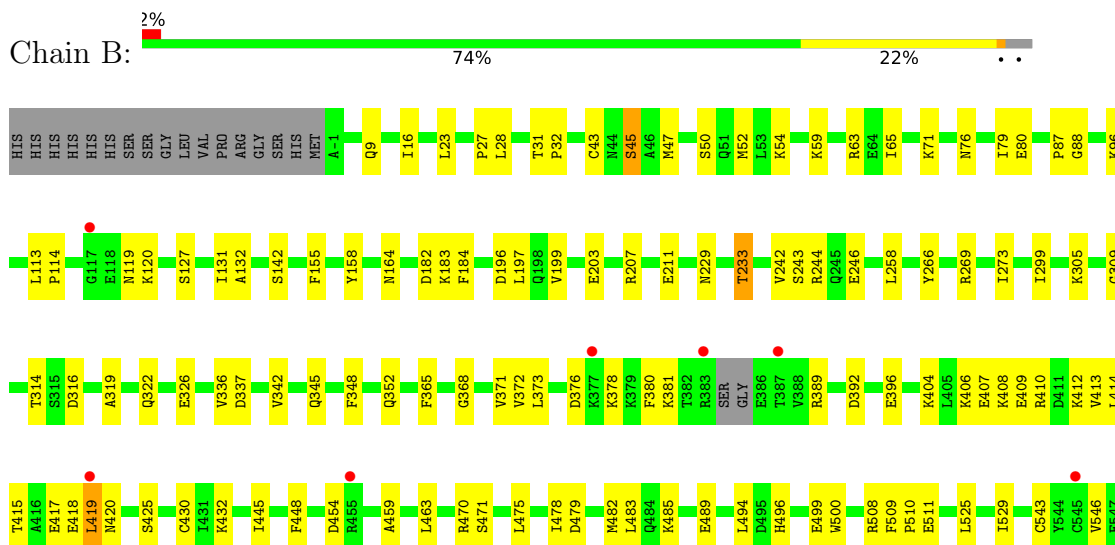 2%
Chain B:
74% 22% • •
HIS HIS HIS HIS HIS HIS SER SER GLY LEU VAL PRO ARG GLY SER HIS MET A-1 Q9 I16 L23 P27 L28 T31 P32 C43 N44 S45 A46 M47 S50 Q51 M52 L53 K54 K59 R63 E64 I65 K71 N76 I79 E80 P87 G88
L113 P114 G117 E118 N119 K120 S127 I131 A132 S142 F155 Y158 N164 D182 K183 F184 D196 L197 Q198 V199 E203 R207 E211 N229 T233 V242 S243 R244 Q245 E246 L258 Y266 R269 I273 I299 K305
T314 S315 D316 A319 Q322 E326 V336 D337 V342 Q345 F348 Q352 F365 G368 V371 V372 L373 D376 K377 K378 K379 F380 K381 T382 R383 SER GLY E386 T387 V388 R389 D392 E396 K404 L405 K406 E407 K408 E409 R410 D411 K412 V413
T415 A416 E417 E418 L419 N420 S425 C430 I431 K432 I445 F448 D454 R455 A459 L463 R470 S471 L475 I478 D479 M482 L483 Q484 K485 E489 L494 D495 H496 E499 W500 R508 F509 P510 E511 L525 I529 C543 Y544 C545 V546